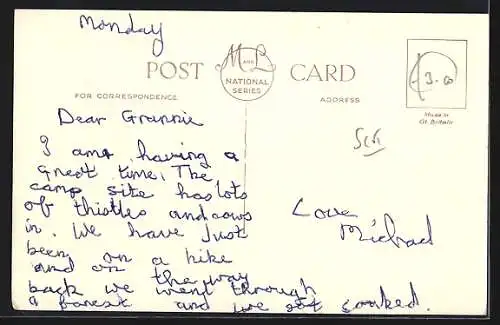 Monday
POST CARD
M AND L
NATIONAL
SERIES
FOR CORRESPONDENCE
ADDRESS
Made in
Gt. Britain
3-00
Dear Grannie
I am having a
great time. The
camp site has lots
of thistles and cows
in. We have Just
been on a hike
and on the way
back we went through
a forest and we got soaked.
Love
Michael